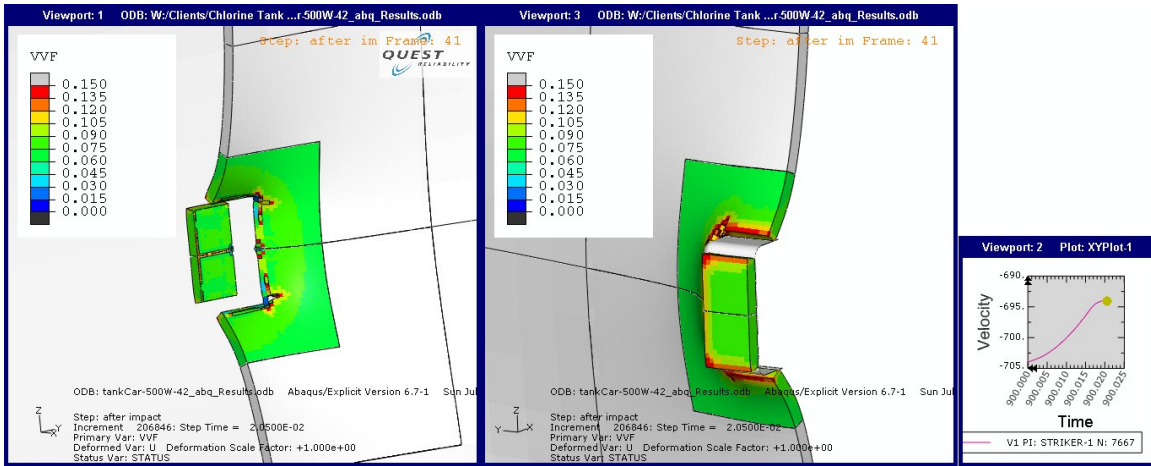 Viewport: 1 ODB: W:/Clients/Chlorine Tank ...r-500W-42_abq_Results.odb
Step: after im Frame: 41
QUEST
RELIABILITY
VVF
0.150
0.135
0.120
0.105
0.090
0.075
0.060
0.045
0.030
0.015
0.000
ODB: tankCar-500W-42_abq_Results.odb Abaqus/Explicit Version 6.7-1 Sun Jul
Z
Y
X
Step: after impact
Increment 206846: Step Time = 2.0500E-02
Primary Var: VVF
Deformed Var: U Deformation Scale Factor: +1.000e+00
Status Var: STATUS
Viewport: 3 ODB: W:/Clients/Chlorine Tank ...r-500W-42_abq_Results.odb
Step: after im Frame: 41
VVF
0.150
0.135
0.120
0.105
0.090
0.075
0.060
0.045
0.030
0.015
0.000
ODB: tankCar-500W-42_abq_Results.odb Abaqus/Explicit Version 6.7-1 Sun Jul
Z
Y
X
Step: after impact
Increment 206846: Step Time = 2.0500E-02
Primary Var: VVF
Deformed Var: U Deformation Scale Factor: +1.000e+00
Status Var: STATUS
Viewport: 2 Plot: XYPlot-1
Velocity
-690.
-695.
-700.
-705.
900.000
900.005
900.010
900.015
900.020
900.025
Time
V1 PI: STRIKER-1 N: 7667